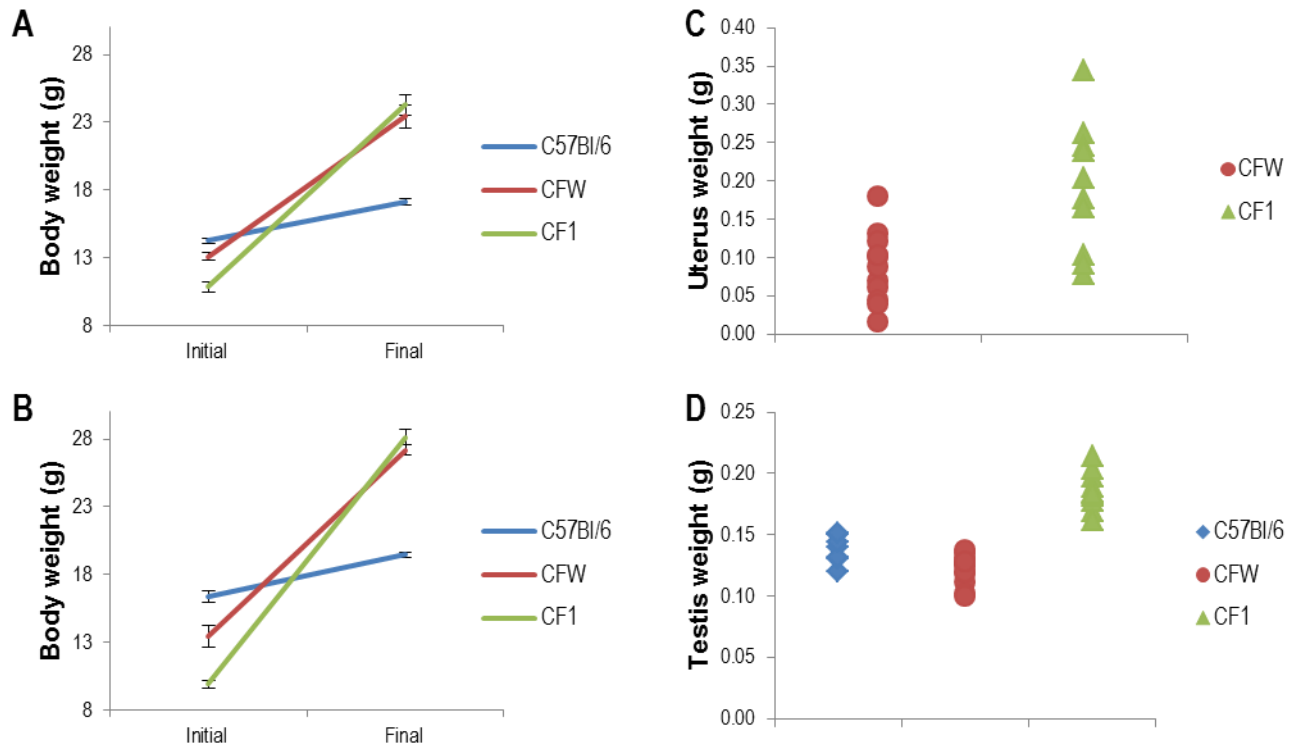 A
Body weight (g)
28
23
18
13
8
Initial Final
C57Bl/6
CFW
CF1
B
Body weight (g)
28
23
18
13
8
Initial Final
C57Bl/6
CFW
CF1
C
Uterus weight (g)
0.40
0.35
0.30
0.25
0.20
0.15
0.10
0.05
0.00
CFW
CF1
D
Testis weight (g)
0.25
0.20
0.15
0.10
0.05
0.00
C57Bl/6
CFW
CF1